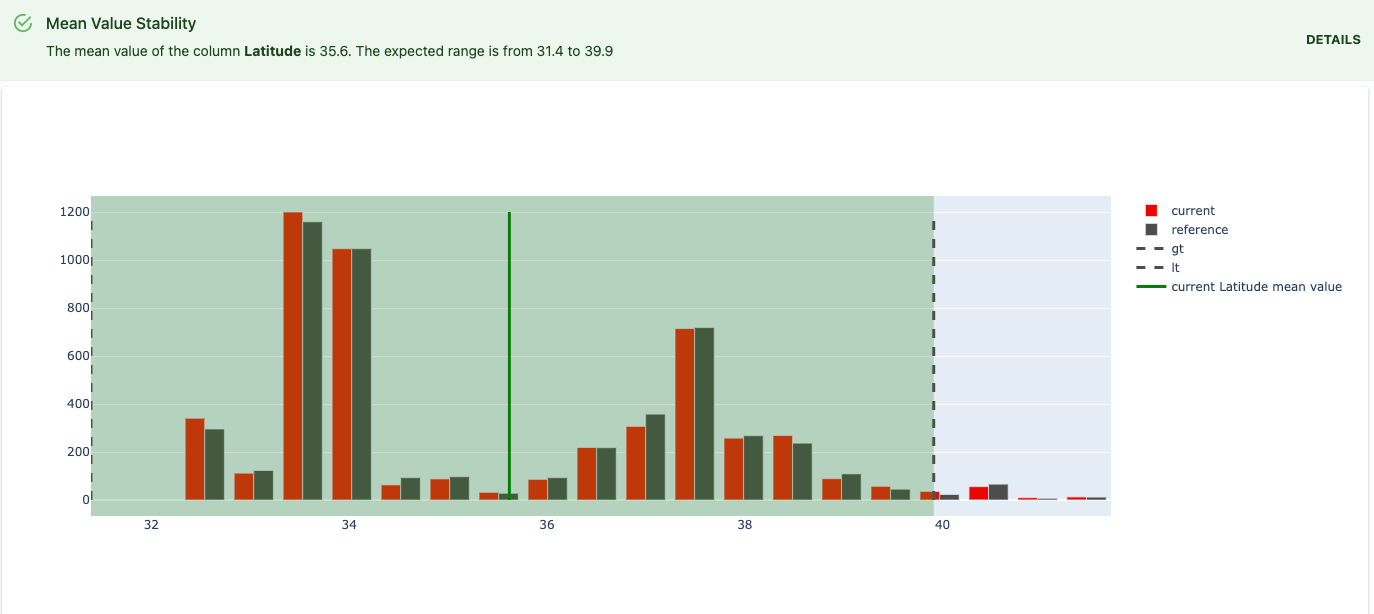 Mean Value Stability
The mean value of the column Latitude is 35.6. The expected range is from 31.4 to 39.9
DETAILS
1200
1000
800
600
400
200
0
32 34 36 38 40
current
reference
gt
lt
current Latitude mean value